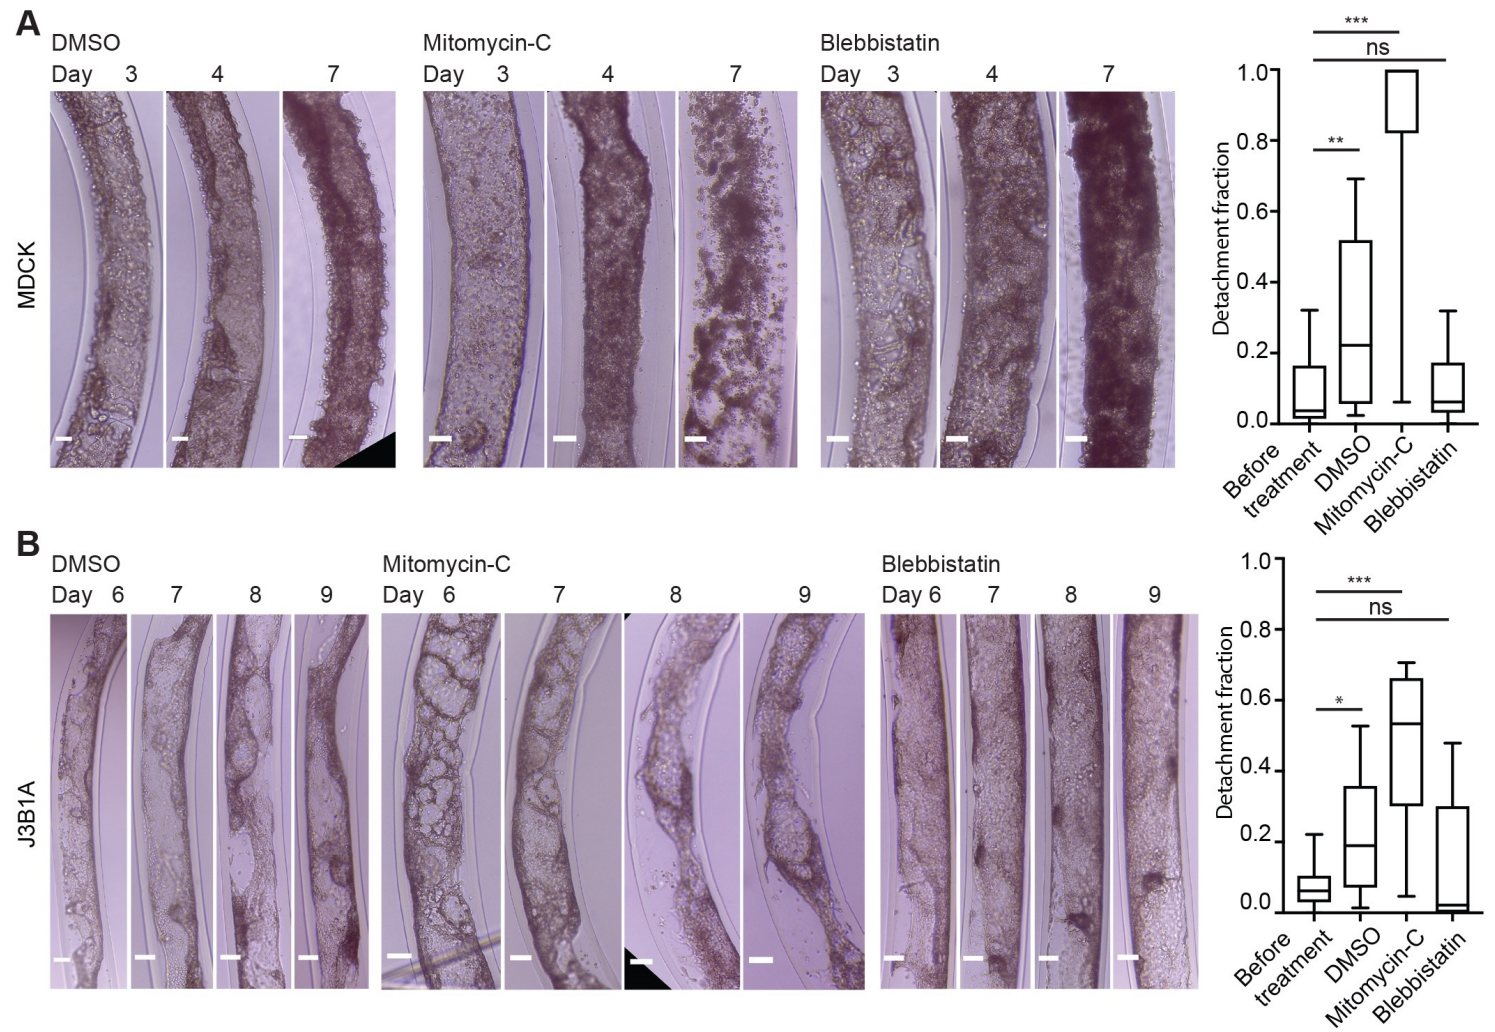 A
DMSO
Mitomycin-C
Blebbistatin
Day 3 4 7
Day 3 4 7
Day 3 4 7
MDCK
***
ns
**
Detachment fraction
1.0
0.8
0.6
0.4
0.2
0.0
Before
treatment
DMSO
Mitomycin-C
Blebbistatin
B
DMSO
Mitomycin-C
Blebbistatin
Day 6 7 8 9
Day 6 7 8 9
Day 6 7 8 9
J3B1A
***
ns
*
Detachment fraction
1.0
0.8
0.6
0.4
0.2
0.0
Before
treatment
DMSO
Mitomycin-C
Blebbistatin